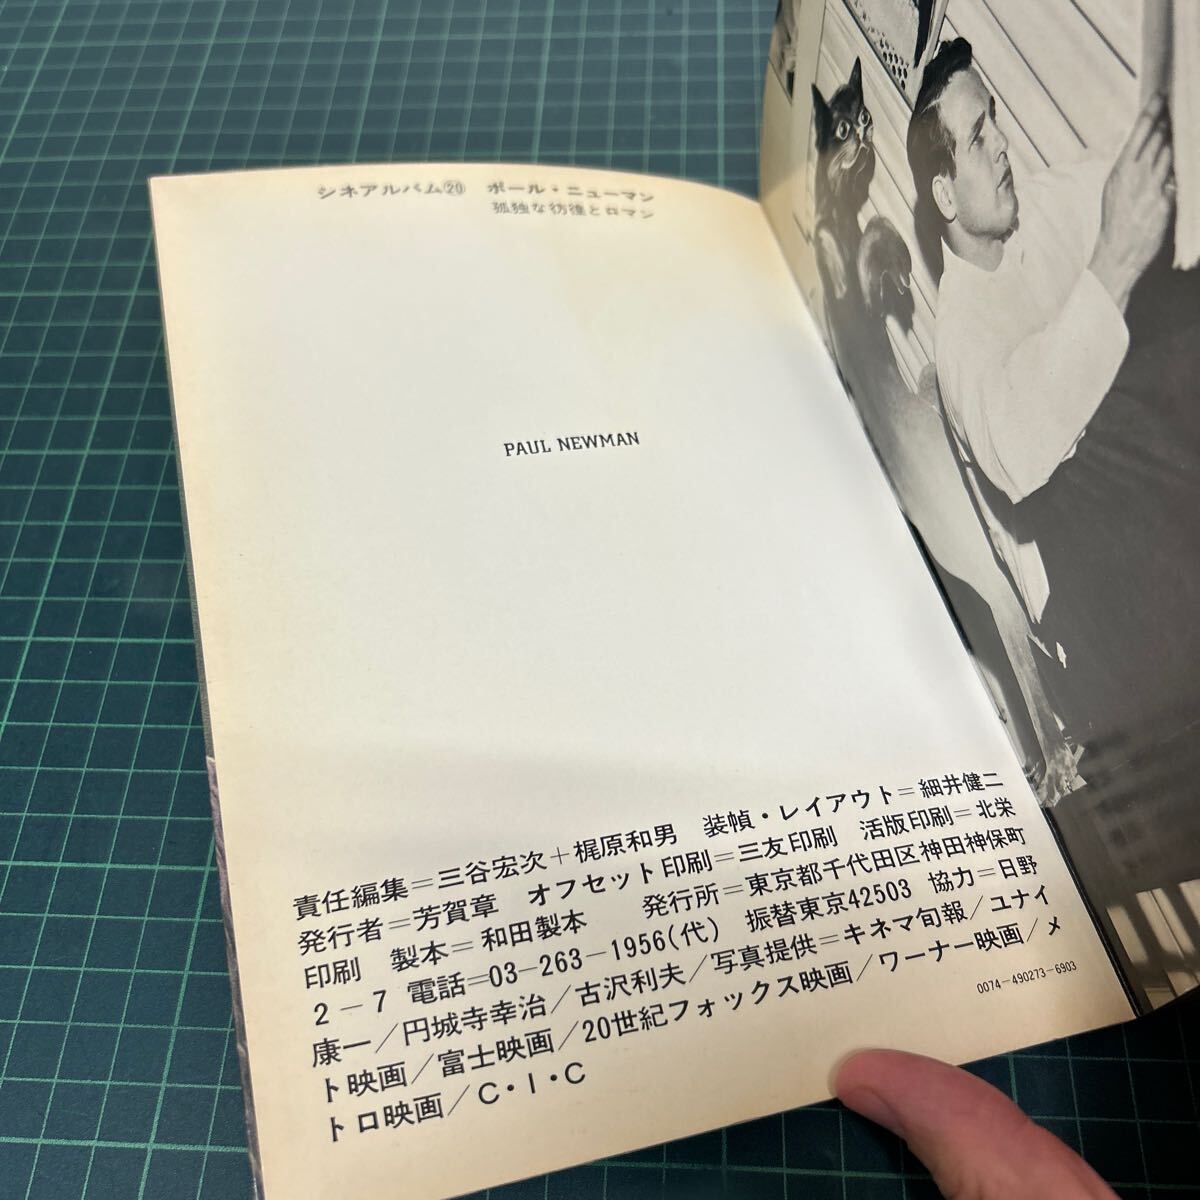 シネアルバム⑳　ポール・ニューマン
孤独な彷徨とロマン
PAUL NEWMAN
責任編集＝三谷宏次＋梶原和男　装幀・レイアウト＝細井健二
発行者＝芳賀章　オフセット印刷＝三友印刷　活版印刷＝北栄
印刷　製本＝和田製本　発行所＝東京都千代田区神田神保町
2－7　電話＝03－263－1956(代)　振替東京42503　協力＝日野
康一／円城寺幸治／古沢利夫／写真提供＝キネマ旬報／ユナイ
ト映画／富士映画／20世紀フォックス映画／ワーナー映画／メ
トロ映画／C・I・C
0074－490273－6903